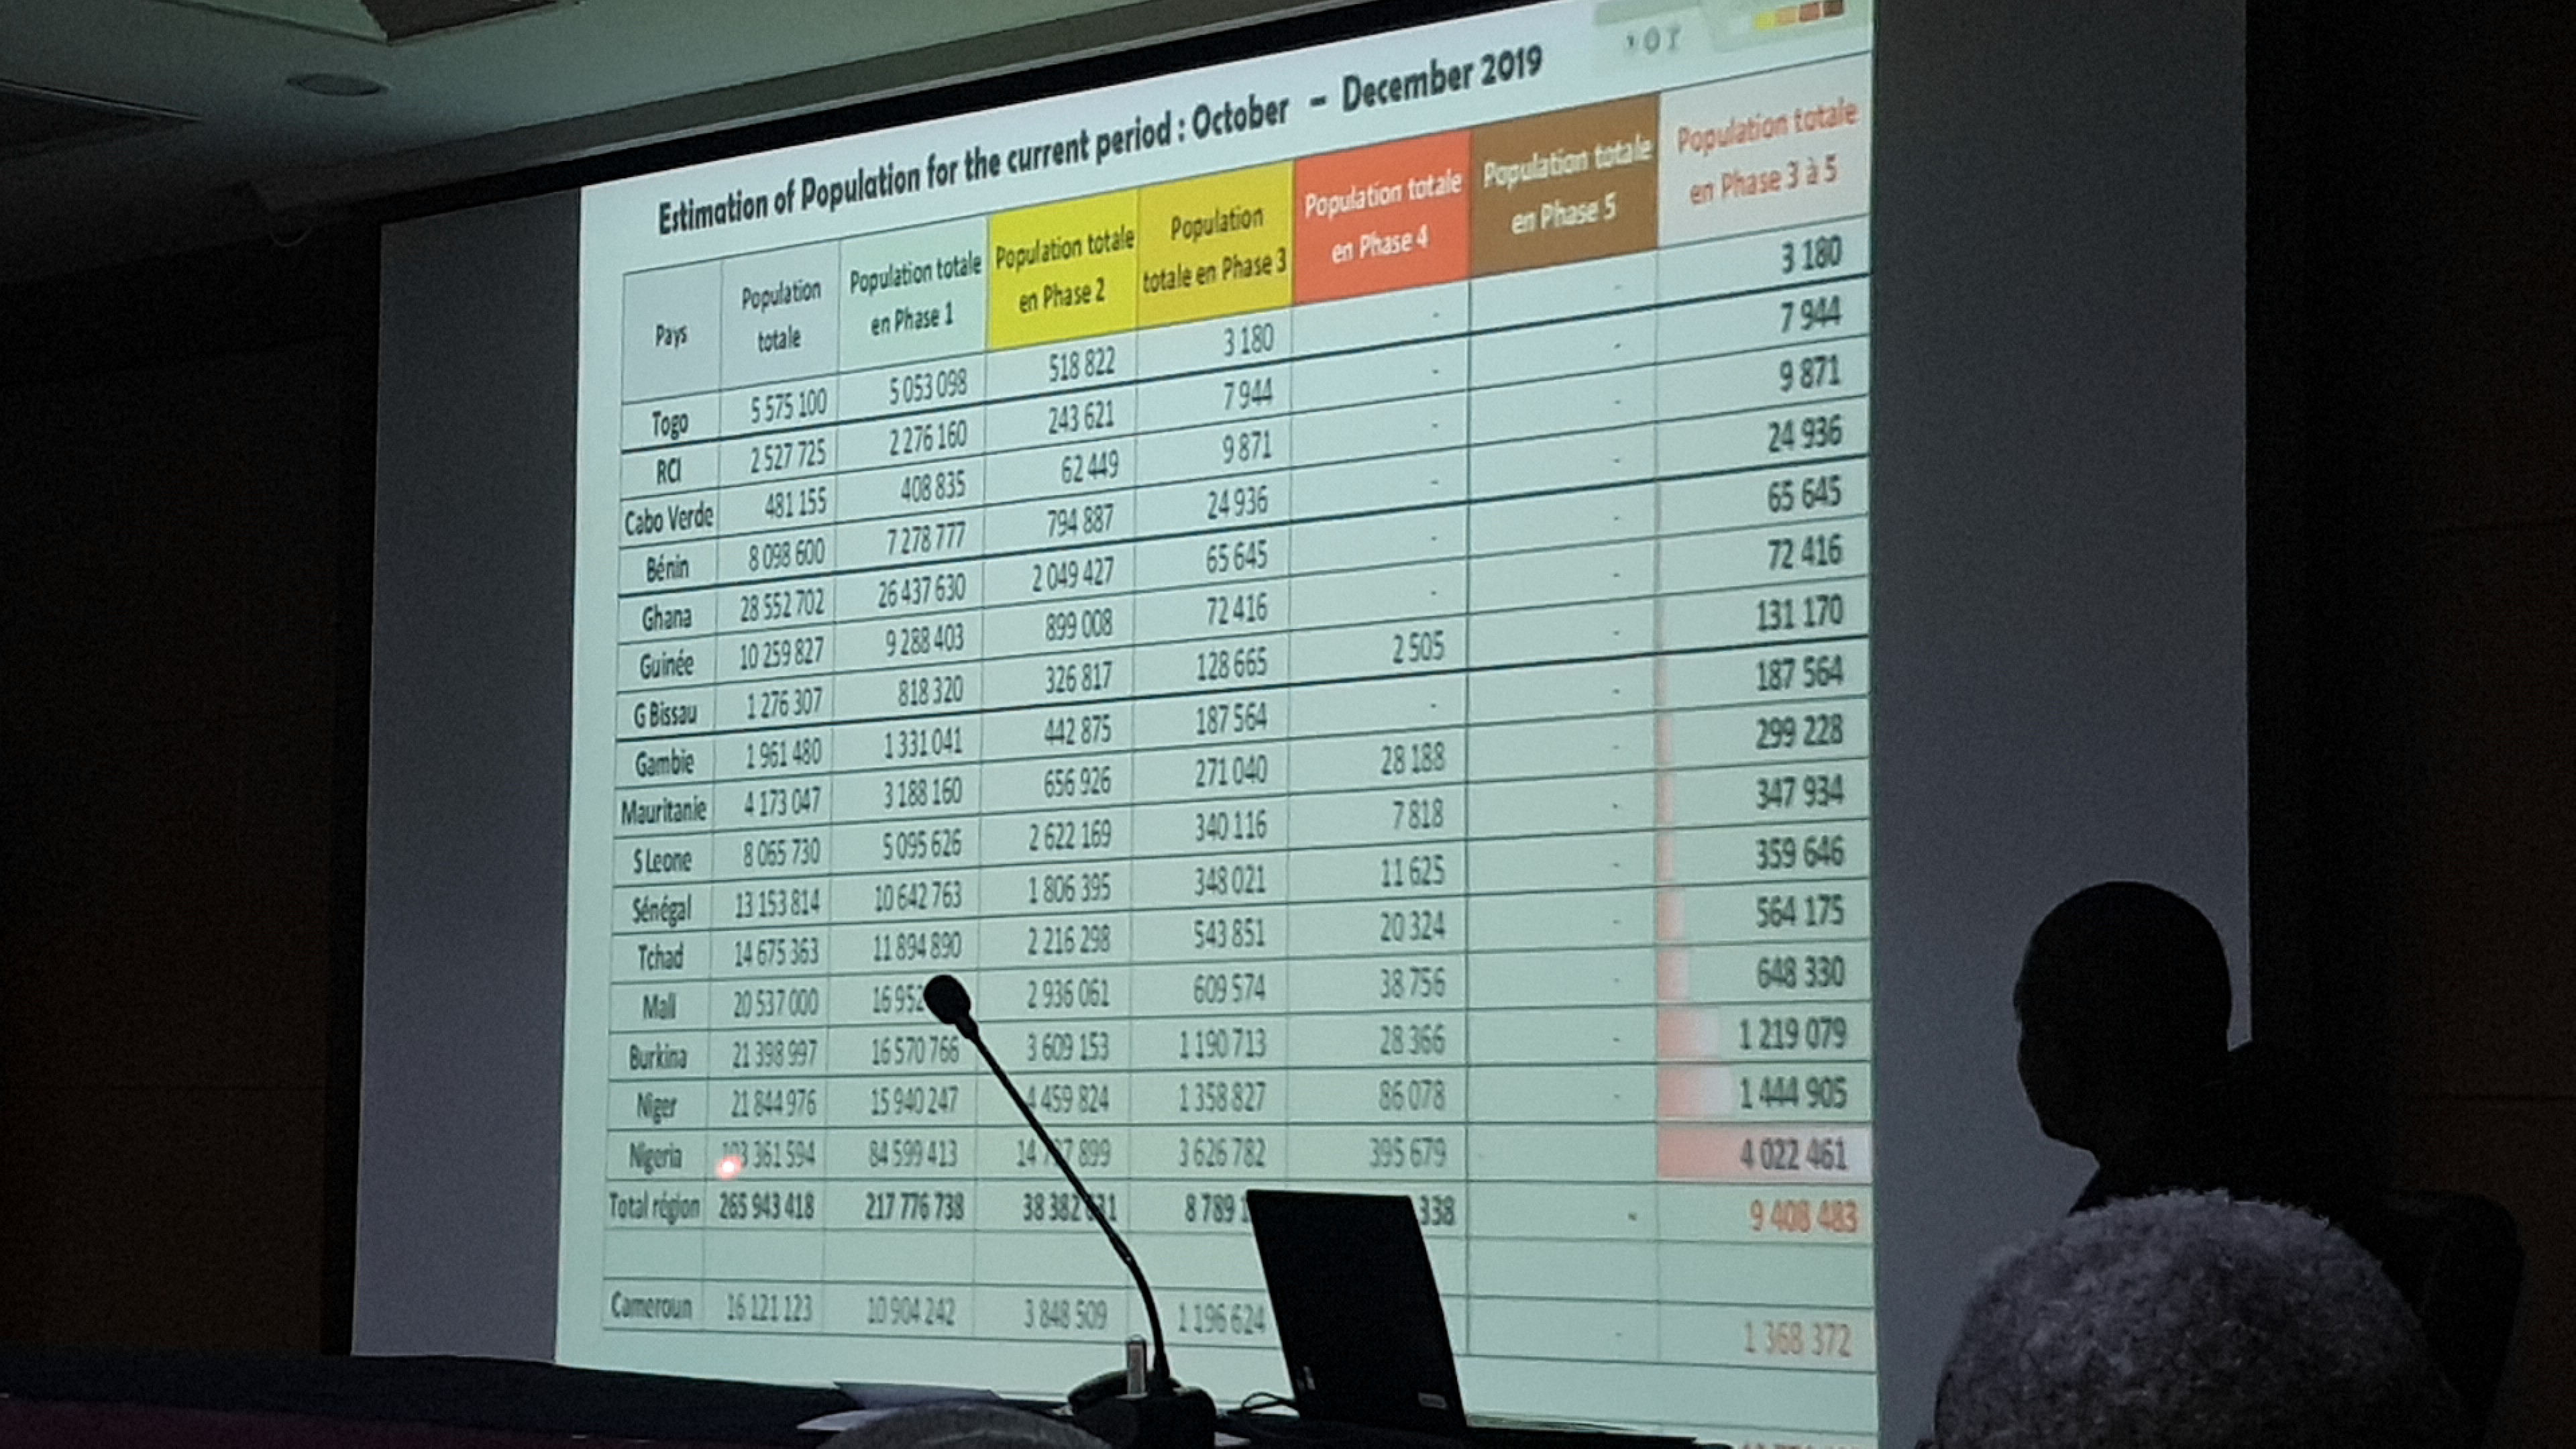 Estimation of Population for the current period : October – December 2019
Pays Population totale Population totale en Phase 1 Population totale en Phase 2 Population totale en Phase 3 Population totale en Phase 4 Population totale en Phase 5 Population totale en Phase 3 à 5
Togo 5 575 100 5 053 098 518 822 3 180 - - 3 180
RCI 2 527 725 2 276 160 243 621 7 944 - - 7 944
Cabo Verde 481 155 408 835 62 449 9 871 - - 9 871
Bénin 8 098 600 7 278 777 794 887 24 936 - - 24 936
Ghana 28 552 702 26 437 630 2 049 427 65 645 - - 65 645
Guinée 10 259 827 9 288 403 899 008 72 416 - - 72 416
G Bissau 1 276 307 818 320 326 817 128 665 2 505 - 131 170
Gambie 1 961 480 1 331 041 442 875 187 564 - - 187 564
Mauritanie 4 173 047 3 188 160 656 926 271 040 28 188 - 299 228
S Leone 8 065 730 5 095 626 2 622 169 340 116 7 818 - 347 934
Sénégal 13 153 814 10 642 763 1 806 395 348 021 11 625 - 359 646
Tchad 14 675 363 11 894 890 2 216 298 543 851 20 324 - 564 175
Mali 20 537 000 16 952 2 936 061 609 574 38 756 - 648 330
Burkina 21 398 997 16 570 766 3 609 153 1 190 713 28 366 - 1 219 079
Niger 21 844 976 15 940 247 4 459 824 1 358 827 86 078 - 1 444 905
Nigeria 361 594 84 599 413 14 899 3 626 782 395 679 - 4 022 461
Total région 265 943 418 217 776 738 38 382 8 789 338 - 9 408 483
Cameroun 16 121 123 10 904 242 3 848 509 1 196 624 - 1 368 372